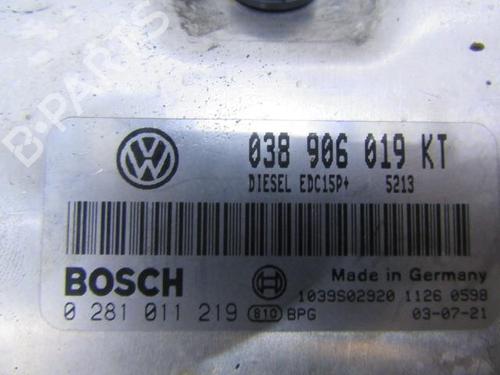 B-PARTS
038 906 019 KT
DIESEL EDC15P+ 5213
BOSCH
Made in Germany
1039S02920 1126 0598
0 281 011 219 810 BPG 03-07-21